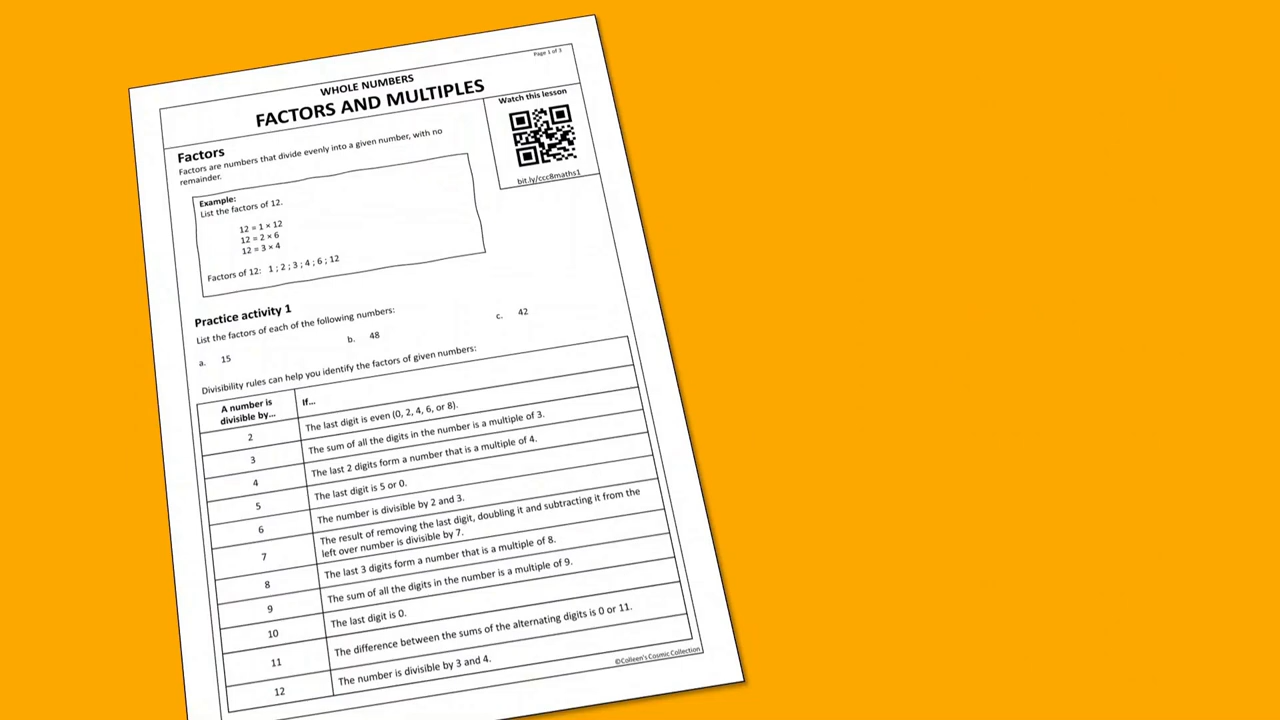 Page 1 of 3
WHOLE NUMBERS
FACTORS AND MULTIPLES
Watch this lesson
bit.ly/ccc8maths1
Factors
Factors are numbers that divide evenly into a given number, with no
remainder.
Example:
List the factors of 12.
12 = 1 × 12
12 = 2 × 6
12 = 3 × 4
Factors of 12: 1 ; 2 ; 3 ; 4 ; 6 ; 12
Practice activity 1
List the factors of each of the following numbers:
a. 15 b. 48 c. 42
Divisibility rules can help you identify the factors of given numbers:
A number is
divisible by... If...
2 The last digit is even (0, 2, 4, 6, or 8).
3 The sum of all the digits in the number is a multiple of 3.
4 The last 2 digits form a number that is a multiple of 4.
5 The last digit is 5 or 0.
6 The number is divisible by 2 and 3.
7 The result of removing the last digit, doubling it and subtracting it from the
left over number is divisible by 7.
8 The last 3 digits form a number that is a multiple of 8.
9 The sum of all the digits in the number is a multiple of 9.
10 The last digit is 0.
11 The difference between the sums of the alternating digits is 0 or 11.
12 The number is divisible by 3 and 4.
©Colleen's Cosmic Collection